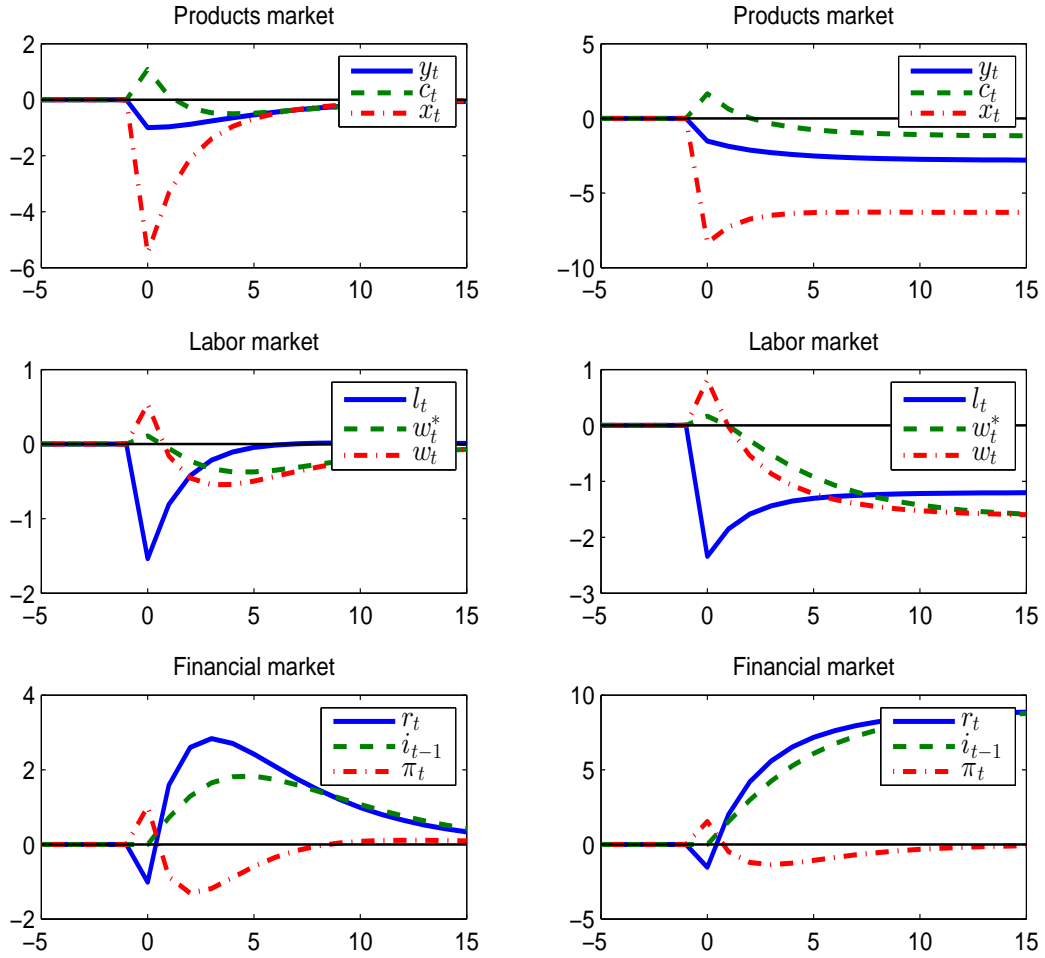 Products market
2
0
−2
−4
−6
−5 0 5 10 15
y_t
c_t
x_t
Products market
5
0
−5
−10
−5 0 5 10 15
y_t
c_t
x_t
Labor market
1
0
−1
−2
−5 0 5 10 15
l_t
w_t^*
w_t
Labor market
1
0
−1
−2
−3
−5 0 5 10 15
l_t
w_t^*
w_t
Financial market
4
2
0
−2
−5 0 5 10 15
r_t
i_{t−1}
π_t
Financial market
10
5
0
−5
−5 0 5 10 15
r_t
i_{t−1}
π_t